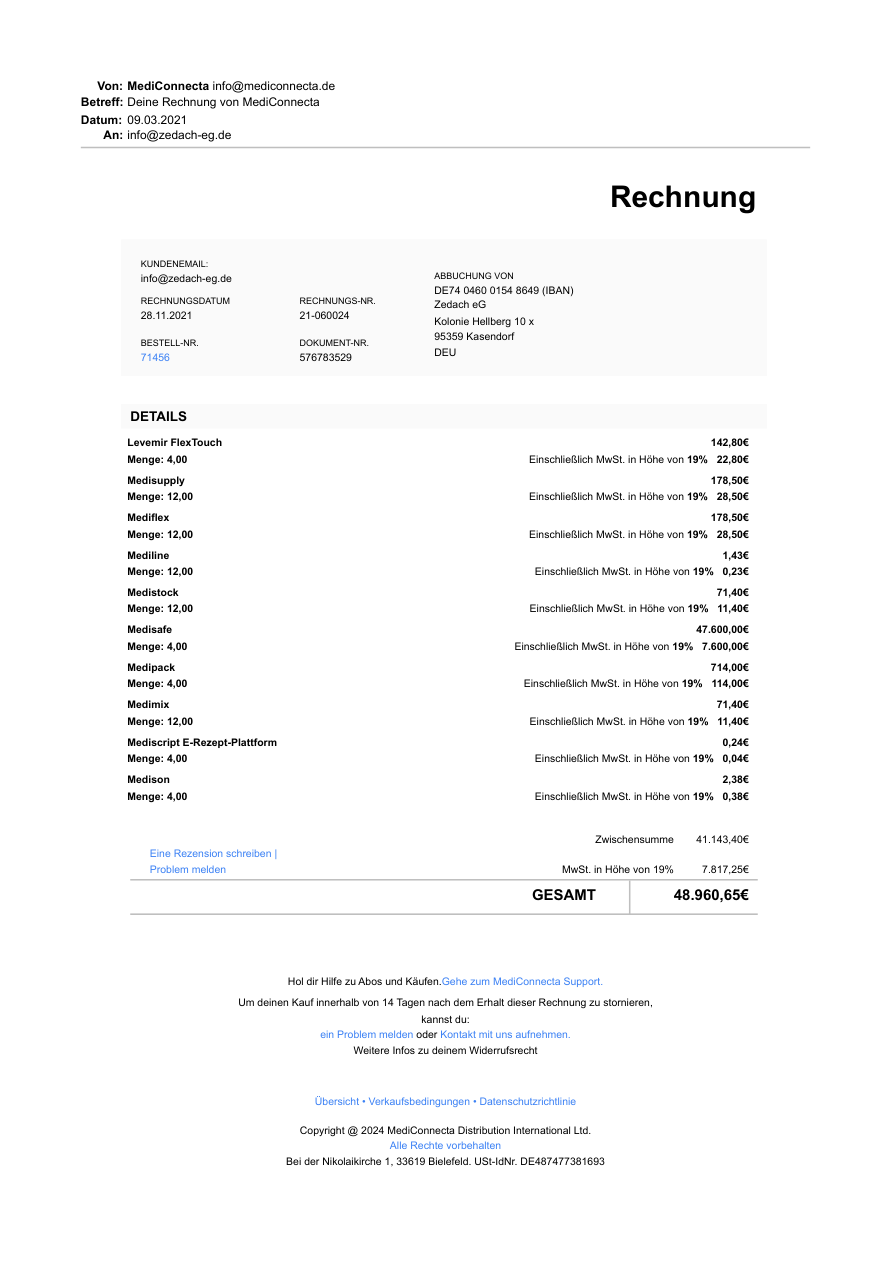 Von: MediConnecta info@mediconnecta.de
Betreff: Deine Rechnung von MediConnecta
Datum: 09.03.2021
An: info@zedach-eg.de
Rechnung
KUNDENEMAIL:
info@zedach-eg.de
RECHNUNGSDATUM
28.11.2021
RECHNUNGS-NR.
21-060024
BESTELL-NR.
71456
DOKUMENT-NR.
576783529
ABBUCHUNG VON
DE74 0460 0154 8649 (IBAN)
Zedach eG
Kolonie Hellberg 10 x
95359 Kasendorf
DEU
DETAILS
Levemir FlexTouch 142,80€
Menge: 4,00 Einschließlich MwSt. in Höhe von 19% 22,80€
Medisupply 178,50€
Menge: 12,00 Einschließlich MwSt. in Höhe von 19% 28,50€
Mediflex 178,50€
Menge: 12,00 Einschließlich MwSt. in Höhe von 19% 28,50€
Mediline 1,43€
Menge: 12,00 Einschließlich MwSt. in Höhe von 19% 0,23€
Medistock 71,40€
Menge: 12,00 Einschließlich MwSt. in Höhe von 19% 11,40€
Medisafe 47.600,00€
Menge: 4,00 Einschließlich MwSt. in Höhe von 19% 7.600,00€
Medipack 714,00€
Menge: 4,00 Einschließlich MwSt. in Höhe von 19% 114,00€
Medimix 71,40€
Menge: 12,00 Einschließlich MwSt. in Höhe von 19% 11,40€
Mediscript E-Rezept-Plattform 0,24€
Menge: 4,00 Einschließlich MwSt. in Höhe von 19% 0,04€
Medison 2,38€
Menge: 4,00 Einschließlich MwSt. in Höhe von 19% 0,38€
Zwischensumme 41.143,40€
Eine Rezension schreiben |
Problem melden MwSt. in Höhe von 19% 7.817,25€
GESAMT 48.960,65€
Hol dir Hilfe zu Abos und Käufen.Gehe zum MediConnecta Support.
Um deinen Kauf innerhalb von 14 Tagen nach dem Erhalt dieser Rechnung zu stornieren,
kannst du:
ein Problem melden oder Kontakt mit uns aufnehmen.
Weitere Infos zu deinem Widerrufsrecht
Übersicht • Verkaufsbedingungen • Datenschutzrichtlinie
Copyright @ 2024 MediConnecta Distribution International Ltd.
Alle Rechte vorbehalten
Bei der Nikolaikirche 1, 33619 Bielefeld. USt-IdNr. DE487477381693